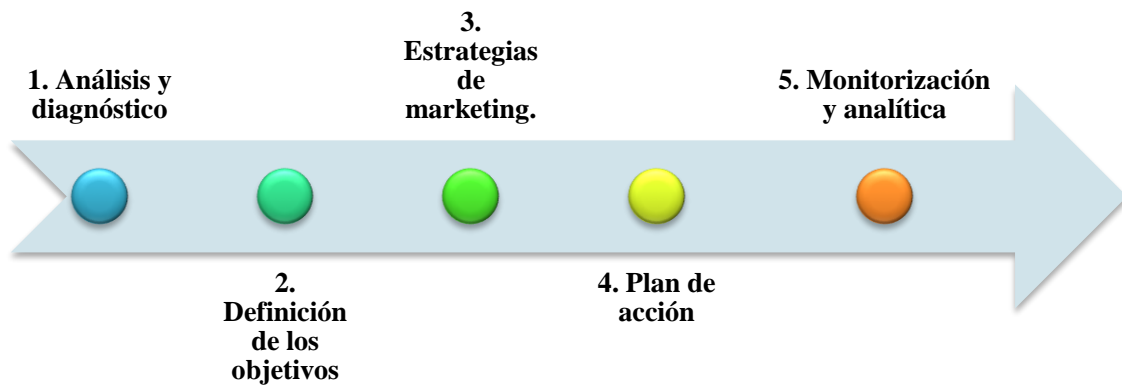 1. Análisis y
diagnóstico
2.
Definición
de los
objetivos
3.
Estrategias
de
marketing.
4. Plan de
acción
5. Monitorización
y analítica